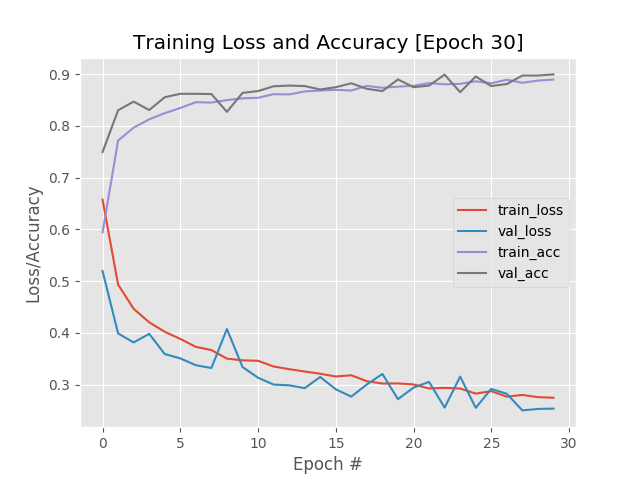 Training Loss and Accuracy [Epoch 30]
0.9
0.8
0.7
0.6
0.5
0.4
0.3
Loss/Accuracy
train_loss
val_loss
train_acc
val_acc
0 5 10 15 20 25 30
Epoch #